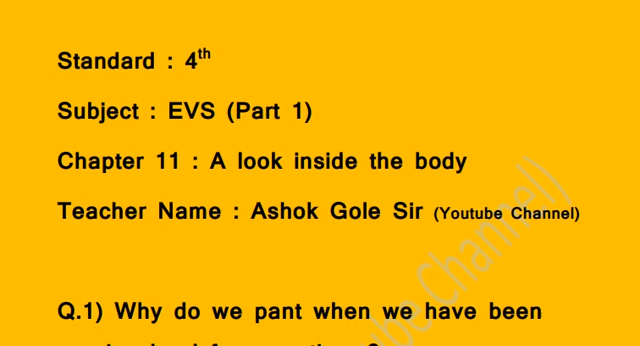 Standard : 4th
Subject : EVS (Part 1)
Chapter 11 : A look inside the body
Teacher Name : Ashok Gole Sir (Youtube Channel)
Q.1) Why do we pant when we have been
Channel)